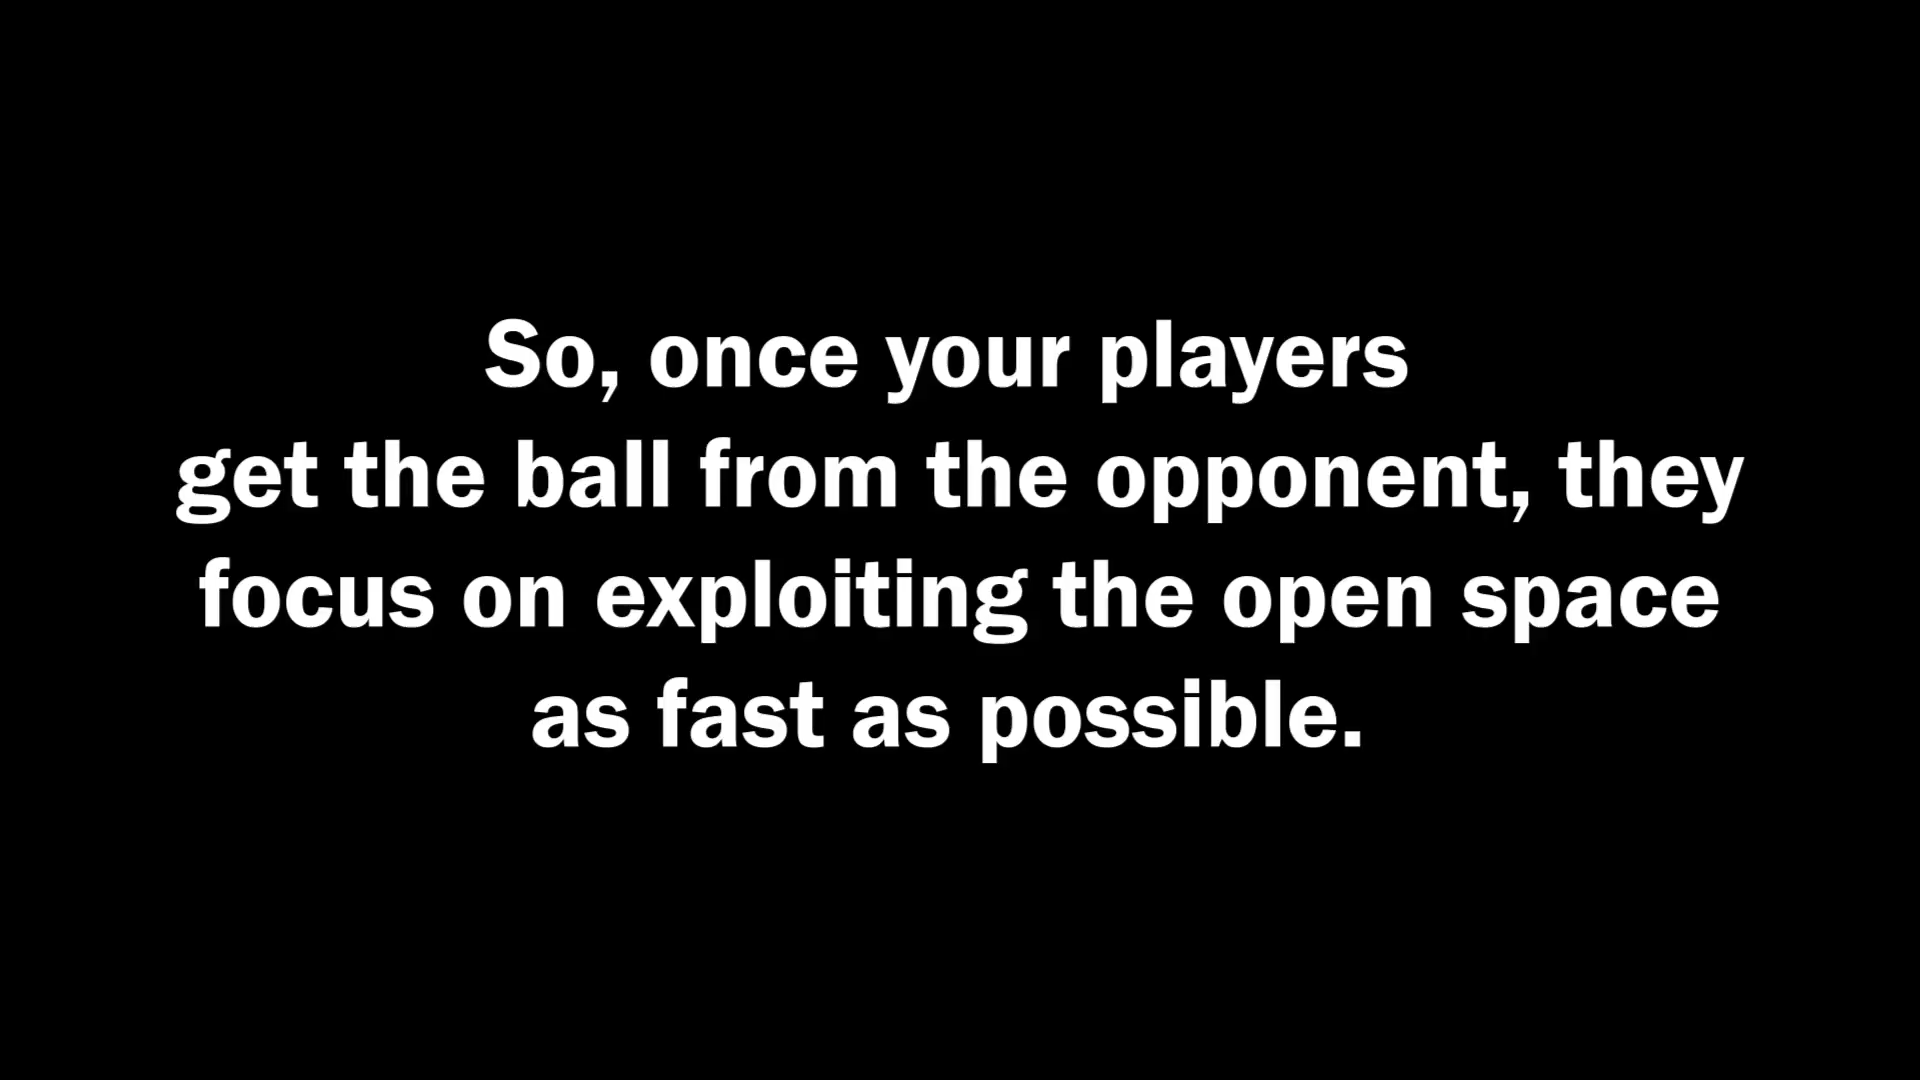 So, once your players
get the ball from the opponent, they
focus on exploiting the open space
as fast as possible.